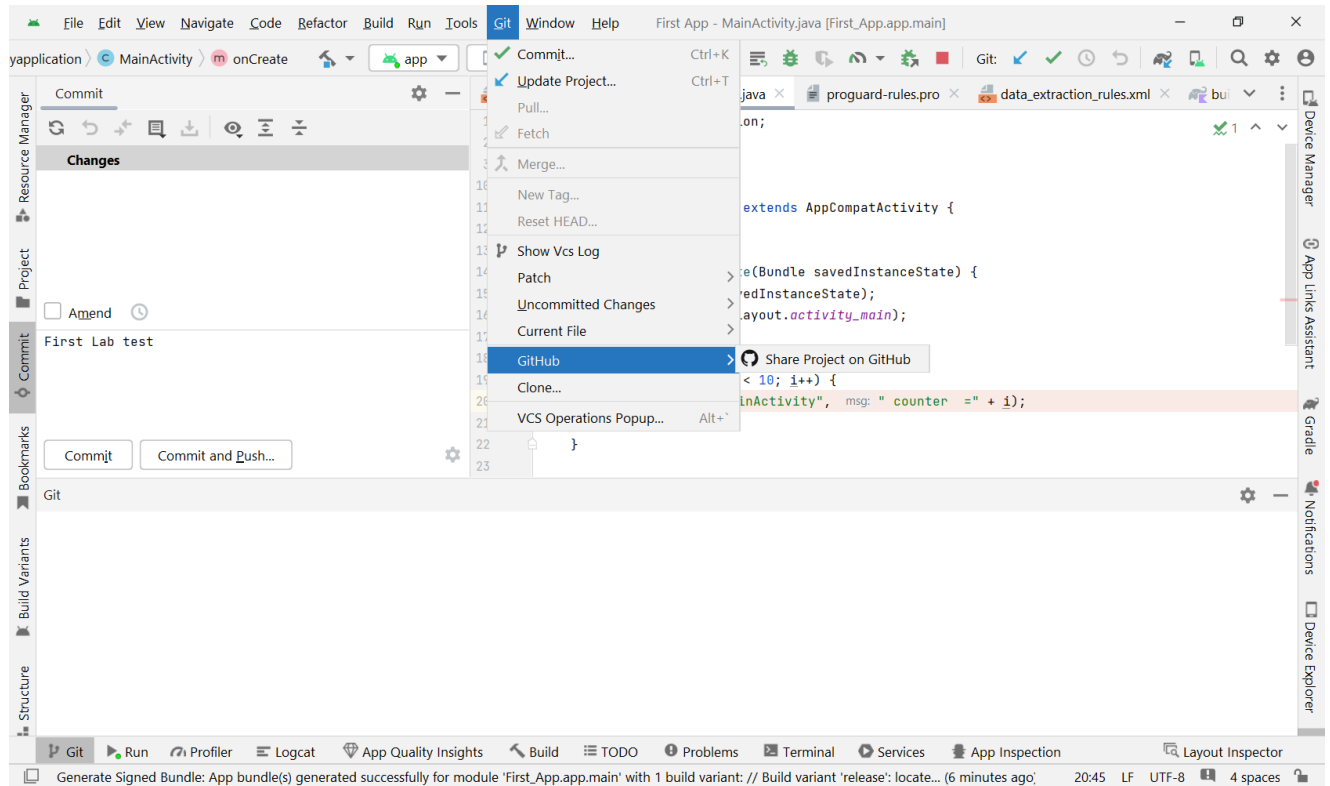 File Edit View Navigate Code Refactor Build Run Tools Git Window Help First App - MainActivity.java [First_App.app.main]
yapplication MainActivity onCreate app Git:
Commit
java proguard-rules.pro data_extraction_rules.xml bui
Changes
Amend
First Lab test
Commit Commit and Push...
Commit... Ctrl+K
Update Project... Ctrl+T
Pull...
Fetch
Merge...
New Tag...
Reset HEAD...
Show Vcs Log
Patch
Uncommitted Changes
Current File
GitHub
Clone...
VCS Operations Popup... Alt+`
Share Project on GitHub
.on;
1
extends AppCompatActivity {
e(Bundle savedInstanceState) {
vedInstanceState);
.ayout.activity_main);
< 10; i++) {
inActivity", msg: " counter =" + i);
22 }
23
Resource Manager
Project
Commit
Bookmarks
Build Variants
Structure
Device Manager
App Links Assistant
Gradle
Notifications
Device Explorer
Git
Git Run Profiler Logcat App Quality Insights Build TODO Problems Terminal Services App Inspection Layout Inspector
Generate Signed Bundle: App bundle(s) generated successfully for module 'First_App.app.main' with 1 build variant: // Build variant 'release': locate... (6 minutes ago) 20:45 LF UTF-8 4 spaces